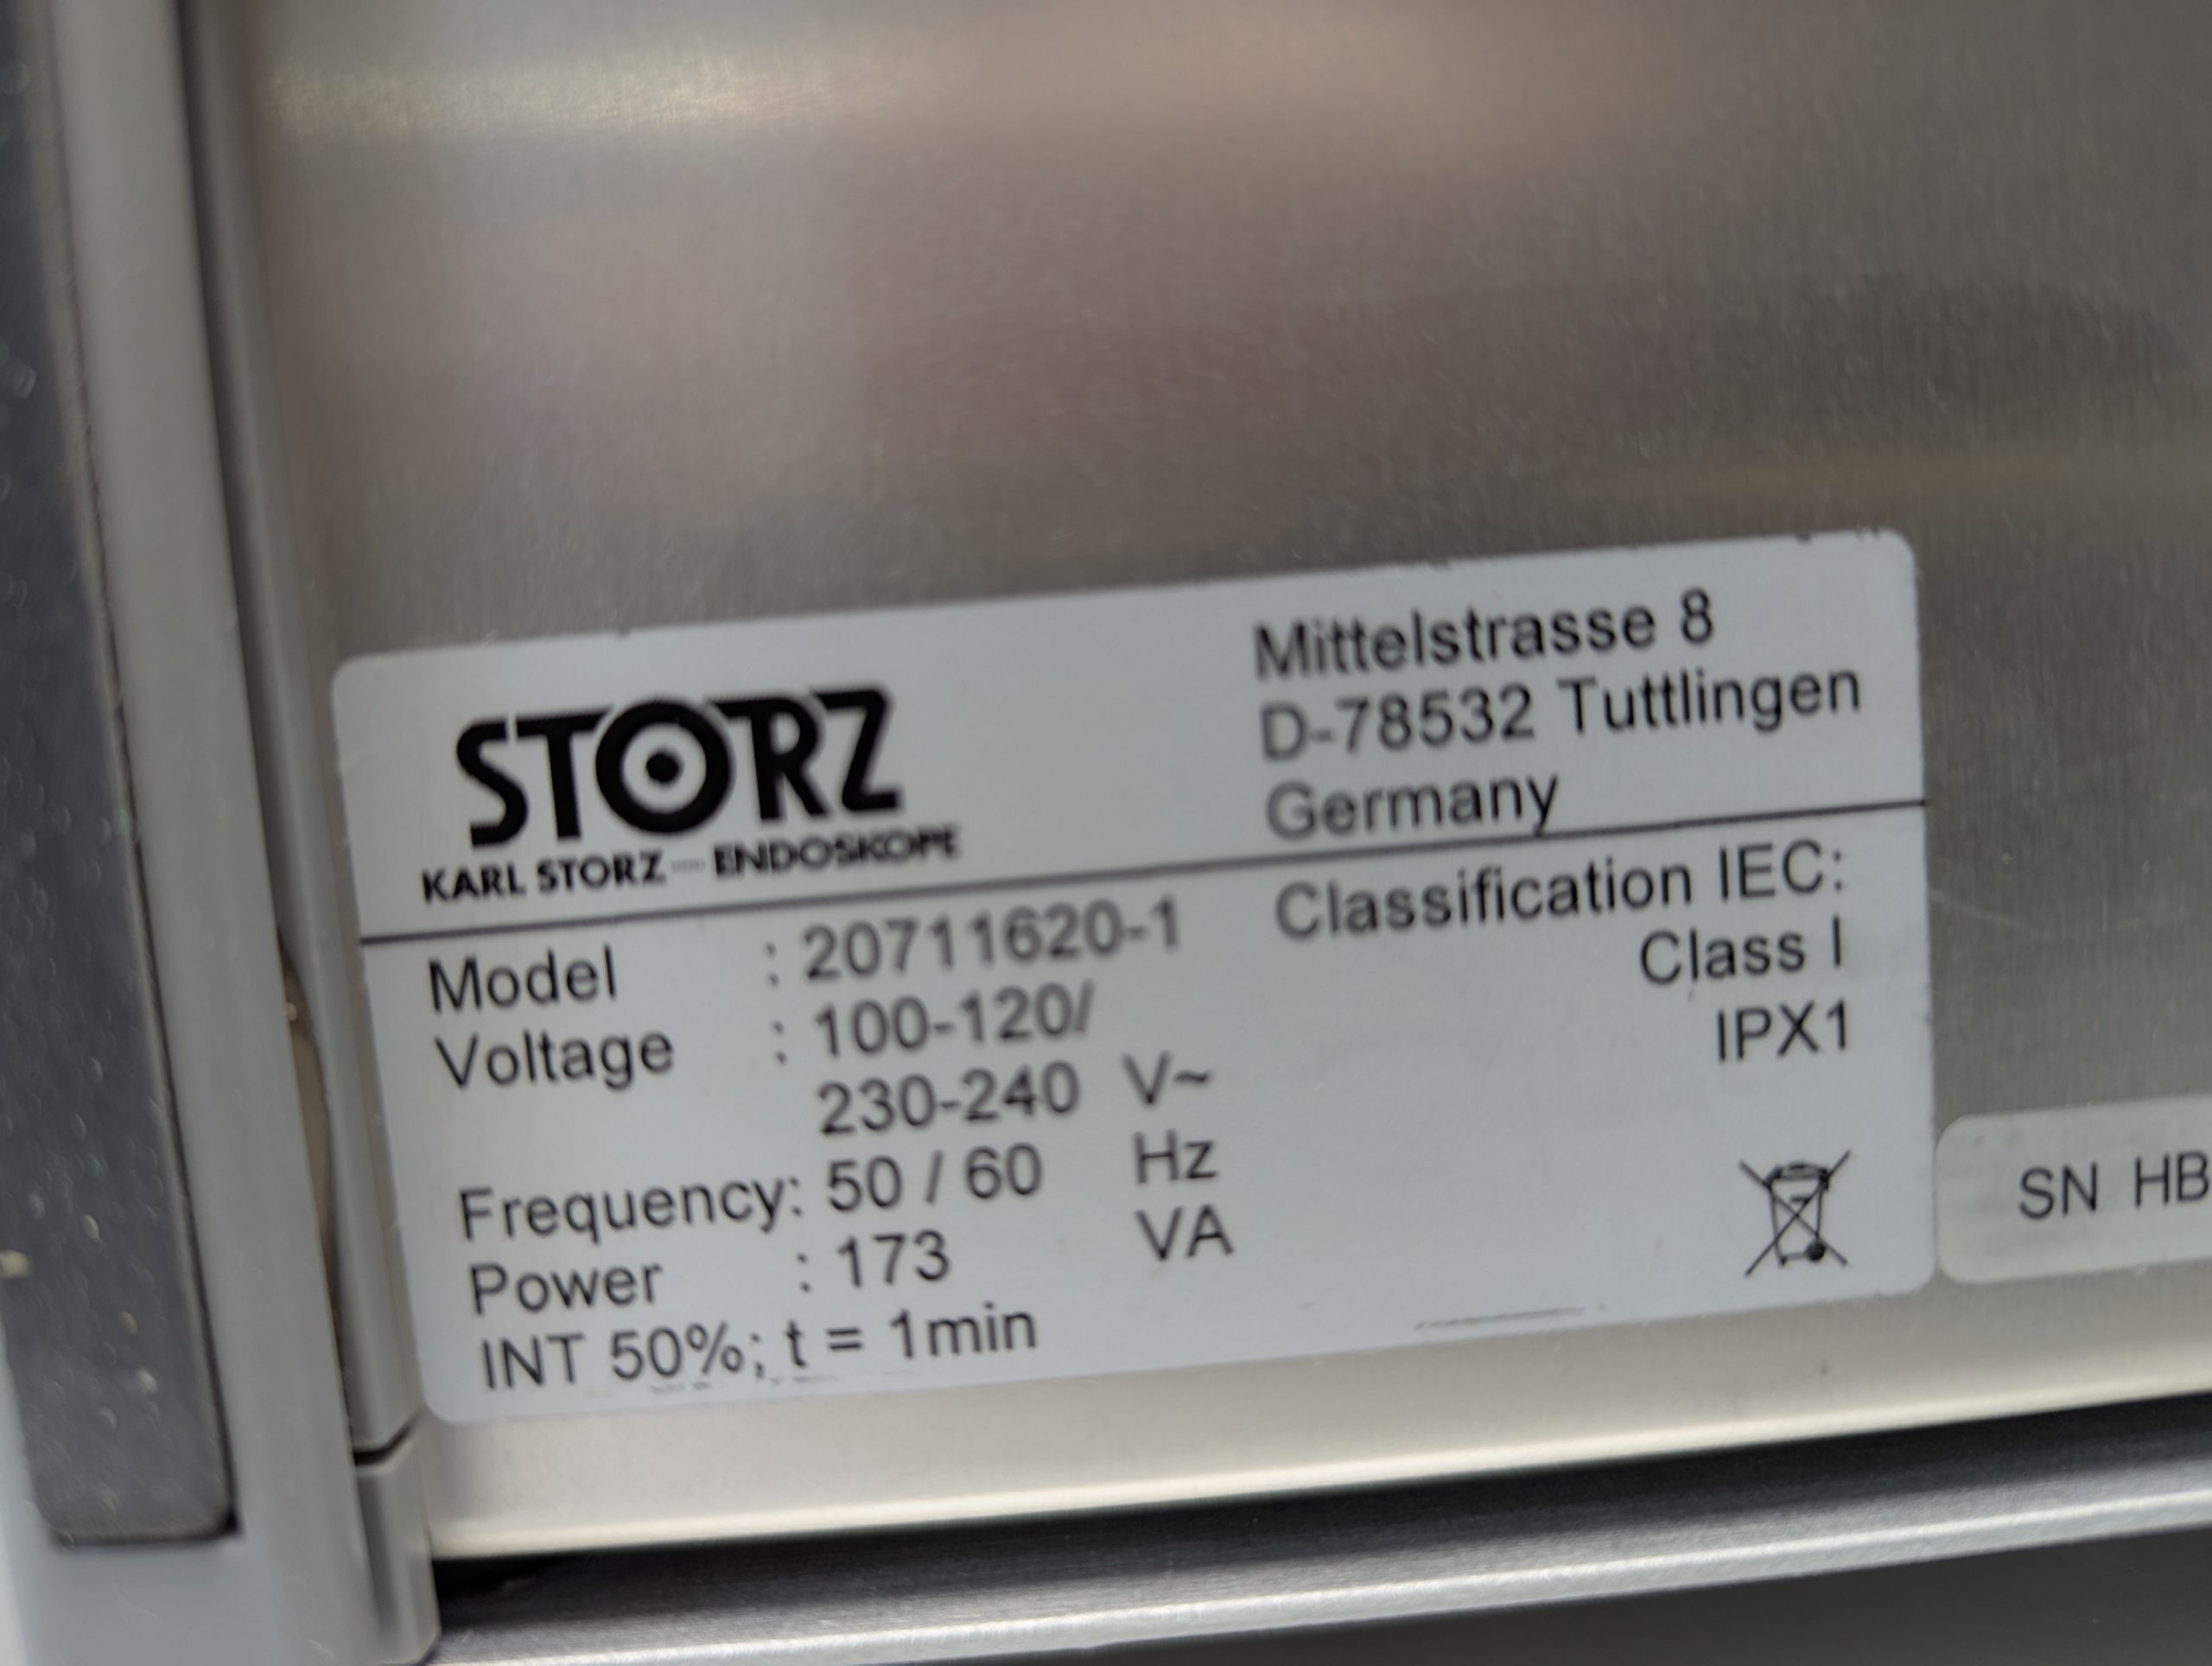 STORZ
KARL STORZ — ENDOSKOPE
Mittelstrasse 8
D-78532 Tuttlingen
Germany
Model : 20711620-1
Voltage : 100-120/
230-240 V~
Frequency: 50 / 60 Hz
Power : 173 VA
INT 50%; t = 1min
Classification IEC:
Class I
IPX1
SN HB